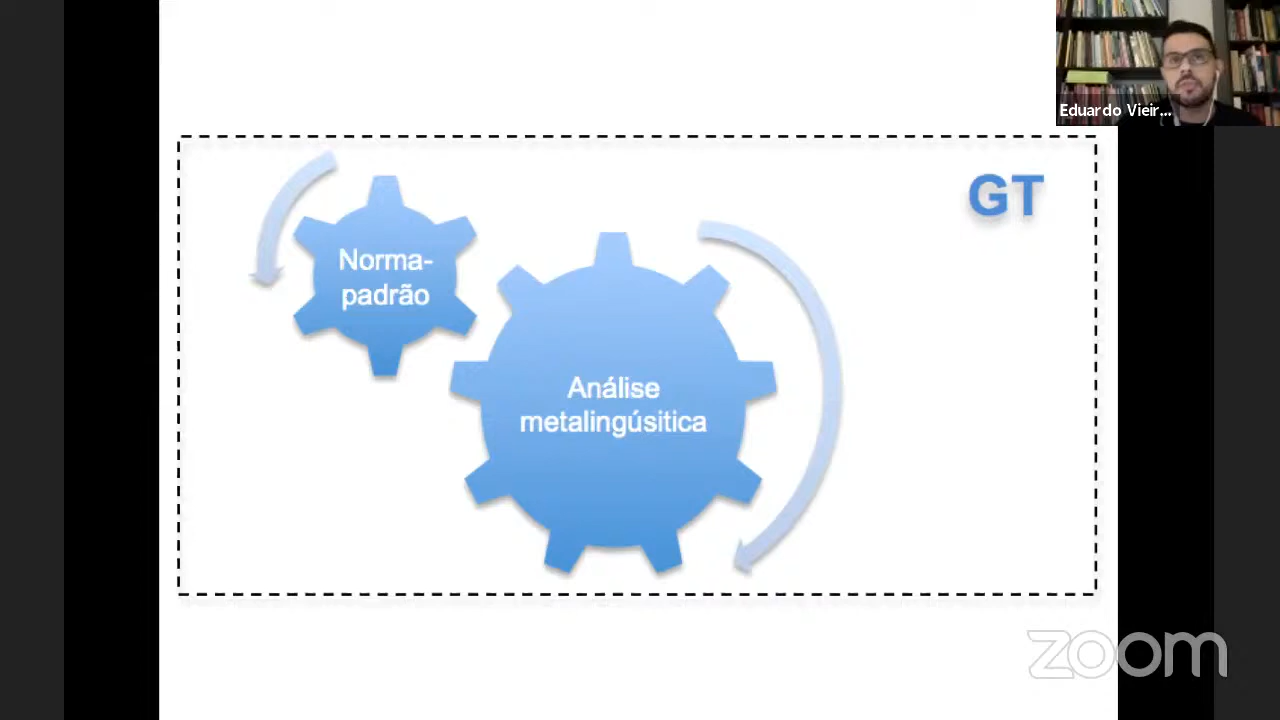 Eduardo Vieir...
GT
Norma-
padrão
Análise
metalingúsitica
zoom